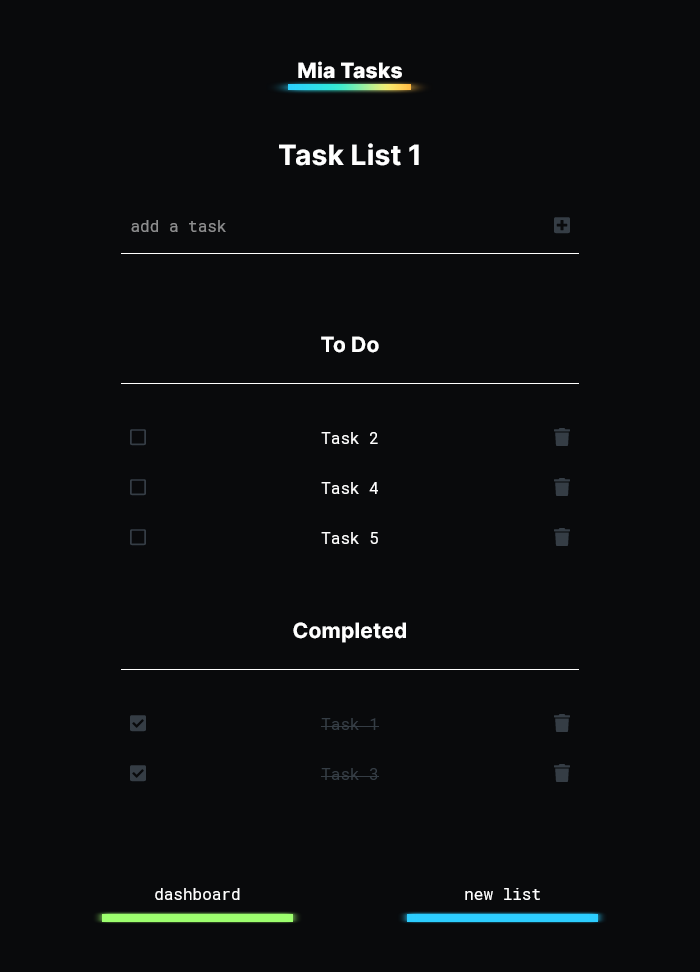 Mia Tasks
Task List 1
add a task
To Do
Task 2
Task 4
Task 5
Completed
Task 1
Task 3
dashboard
new list